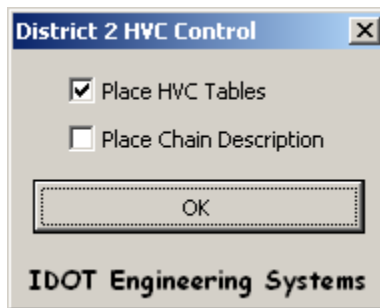 District 2 HVC Control
Place HVC Tables
Place Chain Description
OK
IDOT Engineering Systems